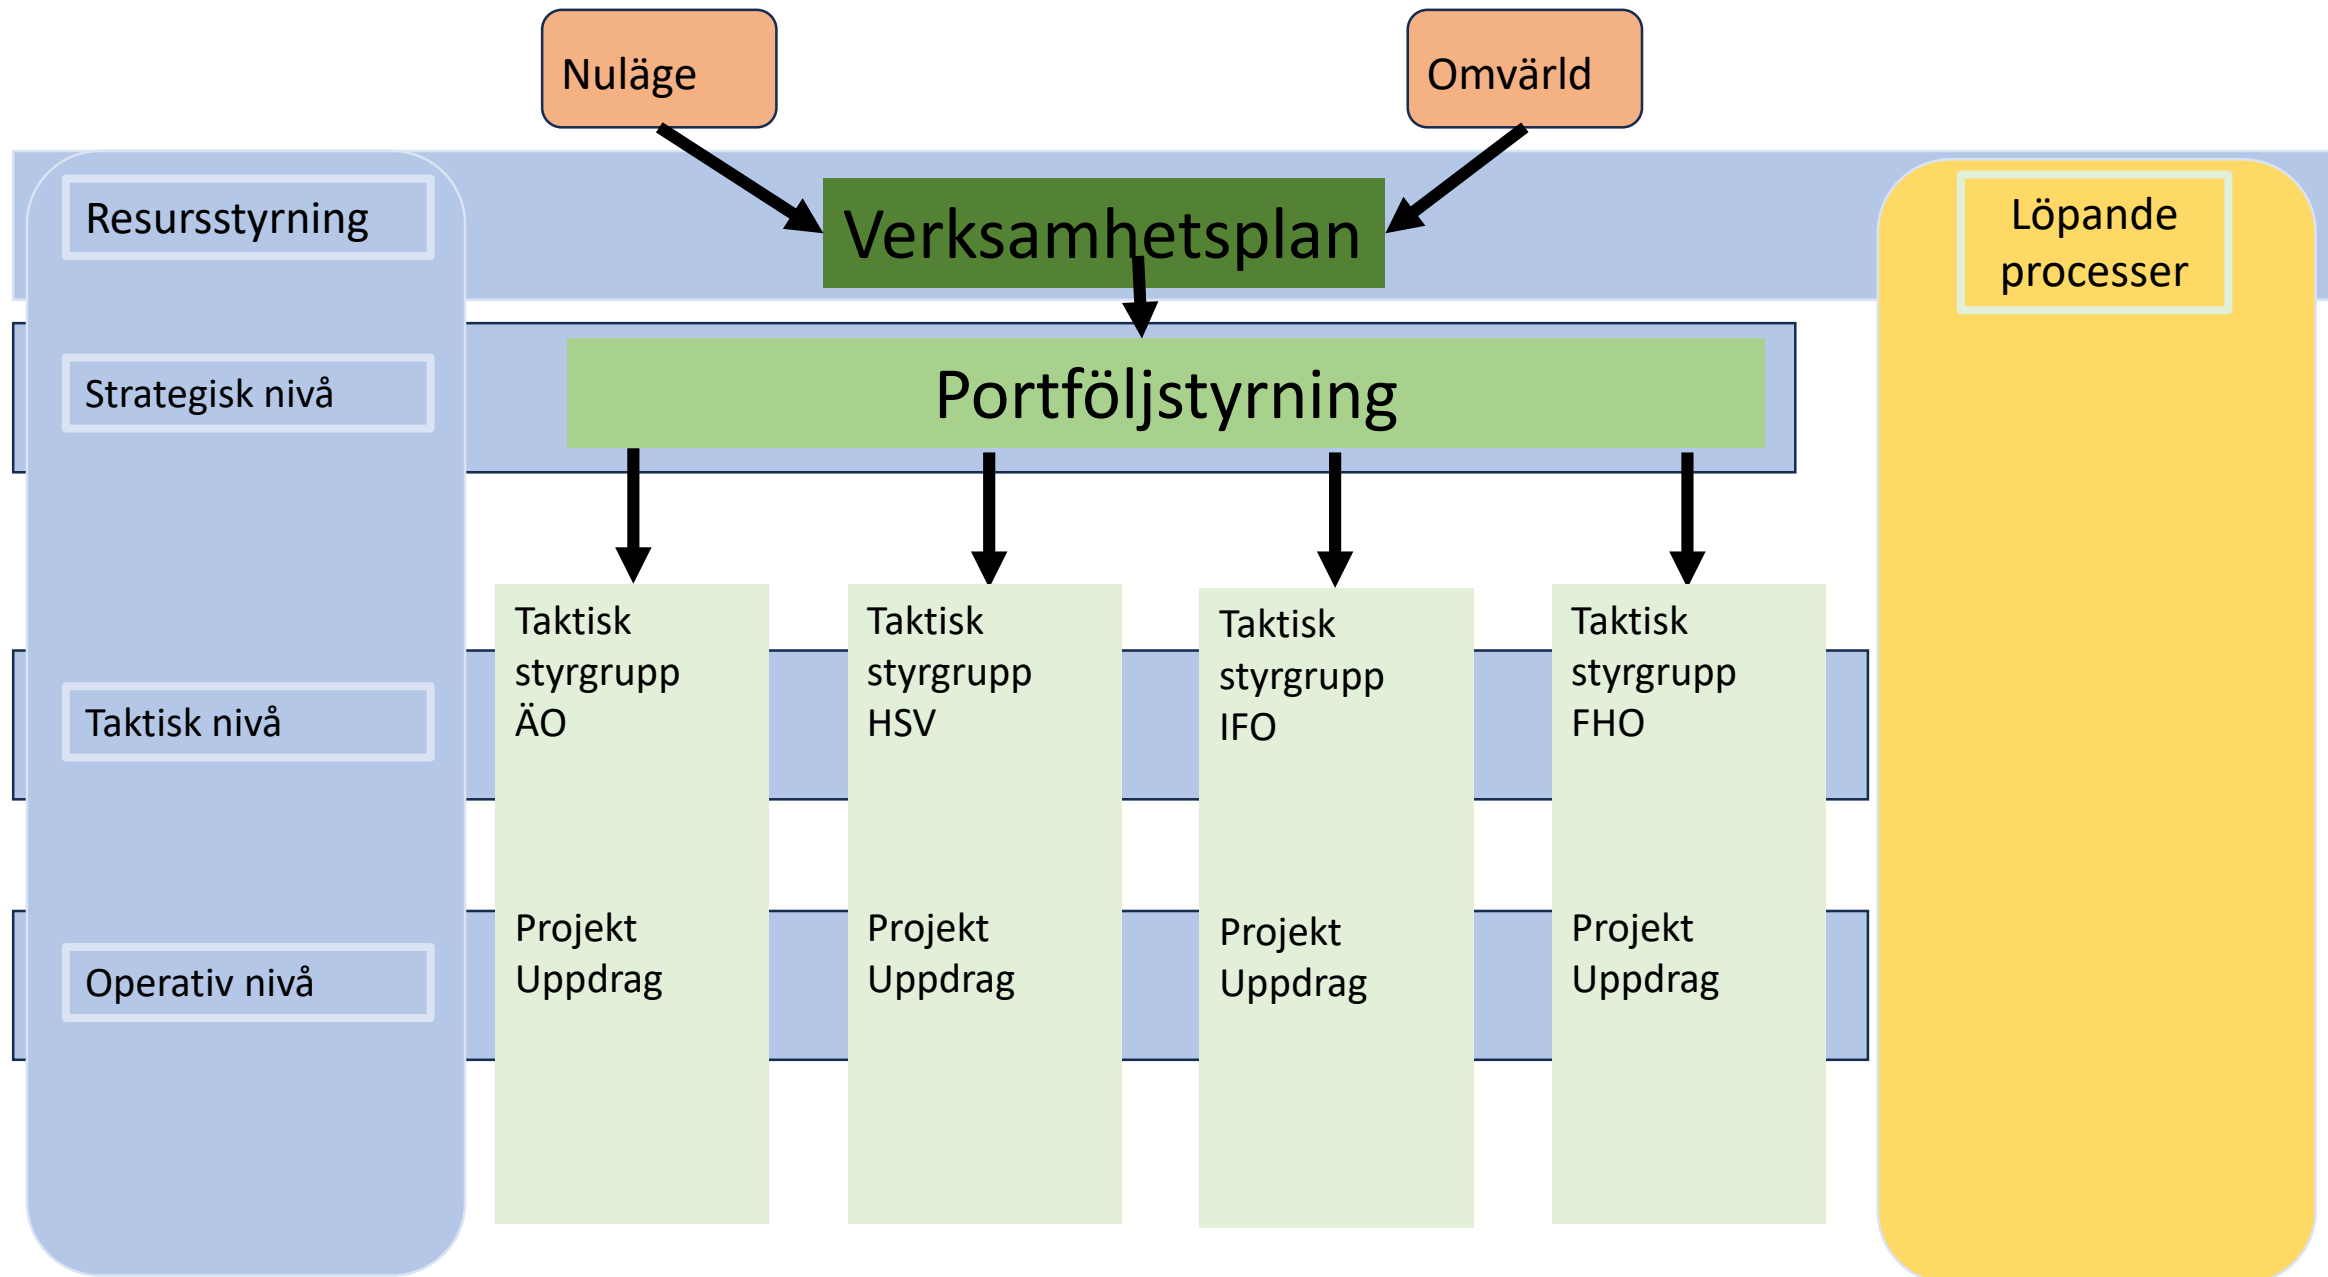 Nuläge
Omvärld
Resursstyrning
Verksamhetsplan
Löpande
processer
Strategisk nivå
Portföljstyrning
Taktisk nivå
Taktisk
styrgrupp
ÄO
Taktisk
styrgrupp
HSV
Taktisk
styrgrupp
IFO
Taktisk
styrgrupp
FHO
Operativ nivå
Projekt
Uppdrag
Projekt
Uppdrag
Projekt
Uppdrag
Projekt
Uppdrag